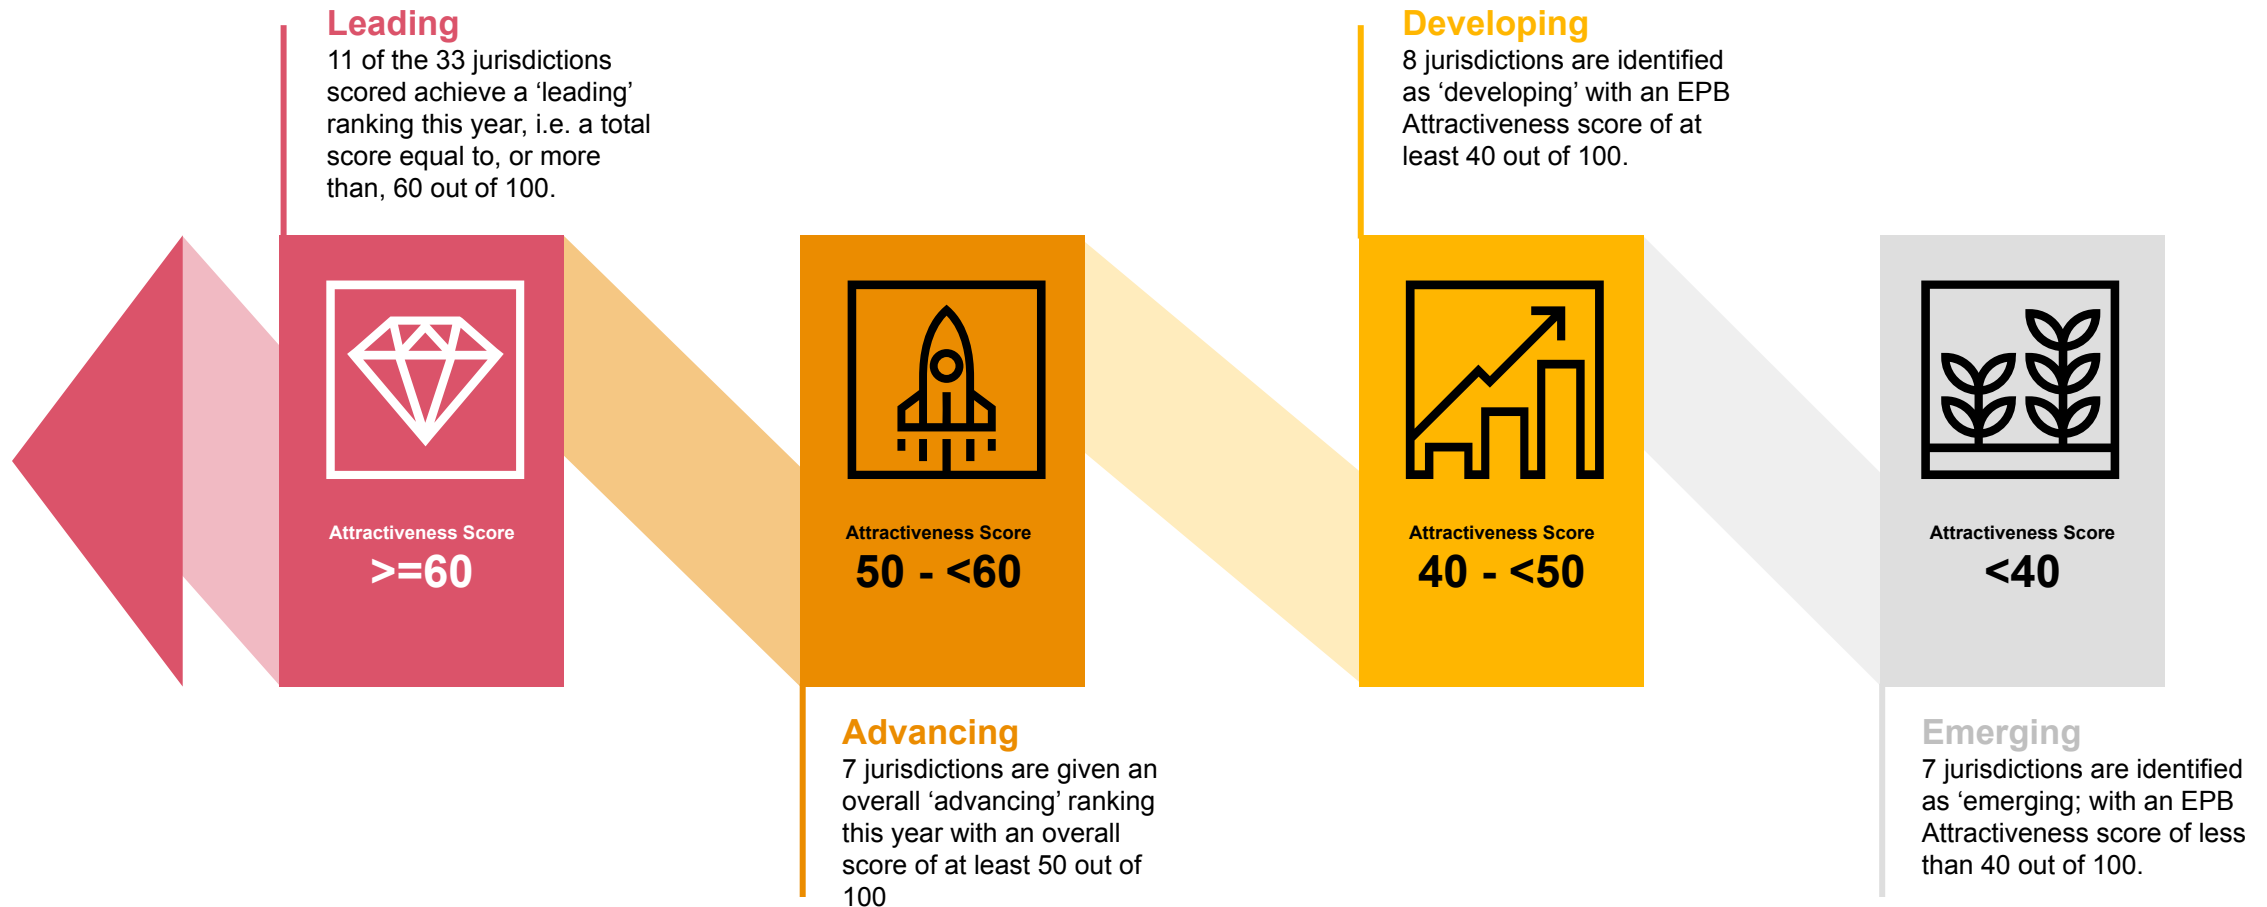 Leading
11 of the 33 jurisdictions
scored achieve a ‘leading’
ranking this year, i.e. a total
score equal to, or more
than, 60 out of 100.
Attractiveness Score
>=60
Attractiveness Score
50 - <60
Advancing
7 jurisdictions are given an
overall ‘advancing’ ranking
this year with an overall
score of at least 50 out of
100
Developing
8 jurisdictions are identified
as ‘developing’ with an EPB
Attractiveness score of at
least 40 out of 100.
Attractiveness Score
40 - <50
Attractiveness Score
<40
Emerging
7 jurisdictions are identified
as ‘emerging; with an EPB
Attractiveness score of less
than 40 out of 100.